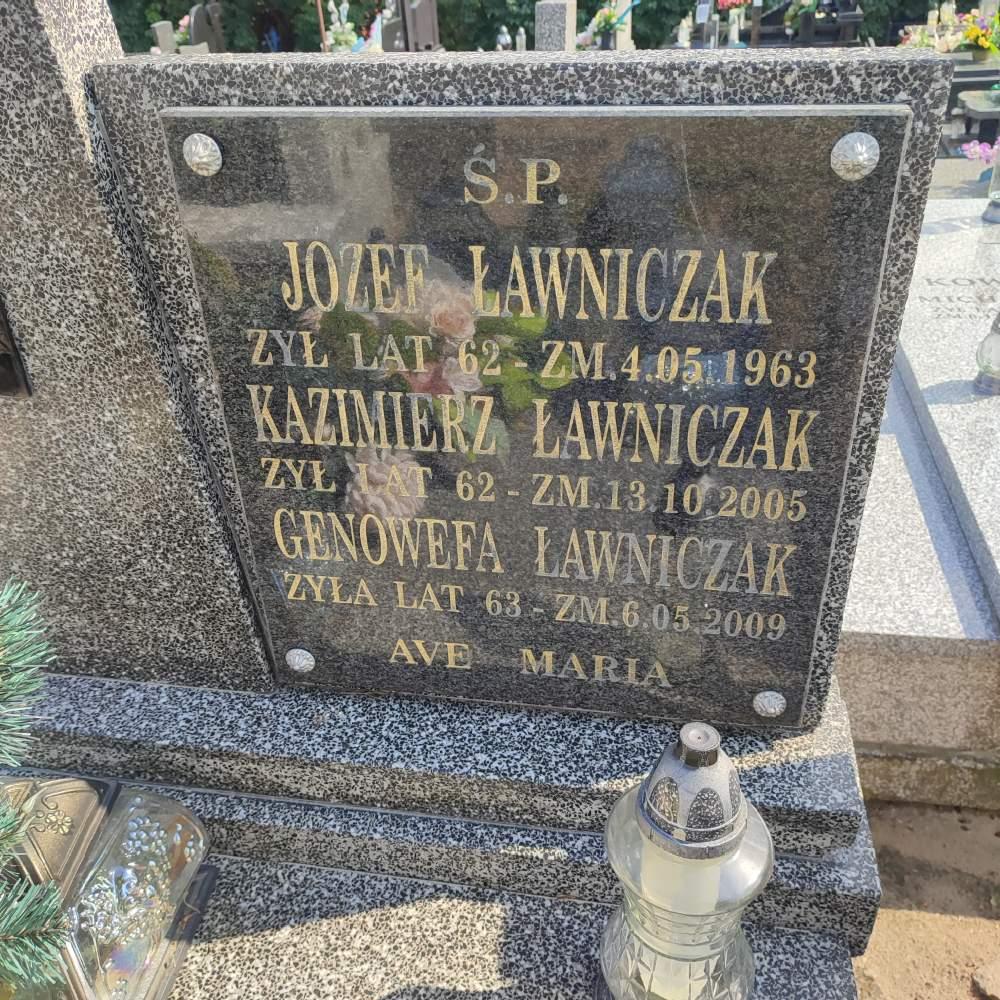 Ś.P.
JOZEF ŁAWNICZAK
ŻYŁ LAT 62 - ZM.4.05.1963
KAZIMIERZ ŁAWNICZAK
ŻYŁ LAT 62 - ZM.13.10.2005
GENOWEFA ŁAWNICZAK
ŻYŁA LAT 63 - ZM.6.05.2009
AVE MARIA